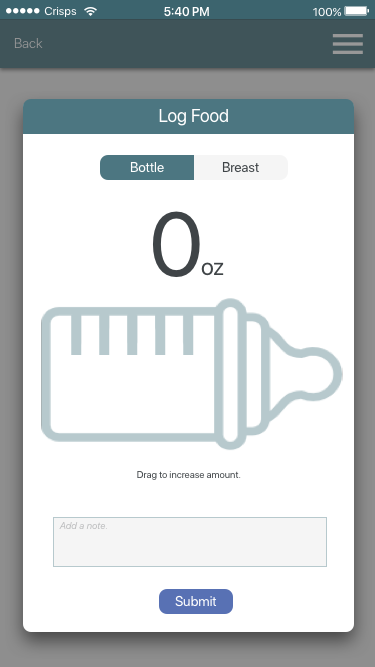 Crisps 5:40 PM 100%
Back
Log Food
Bottle Breast
0oz
Drag to increase amount.
Add a note.
Submit